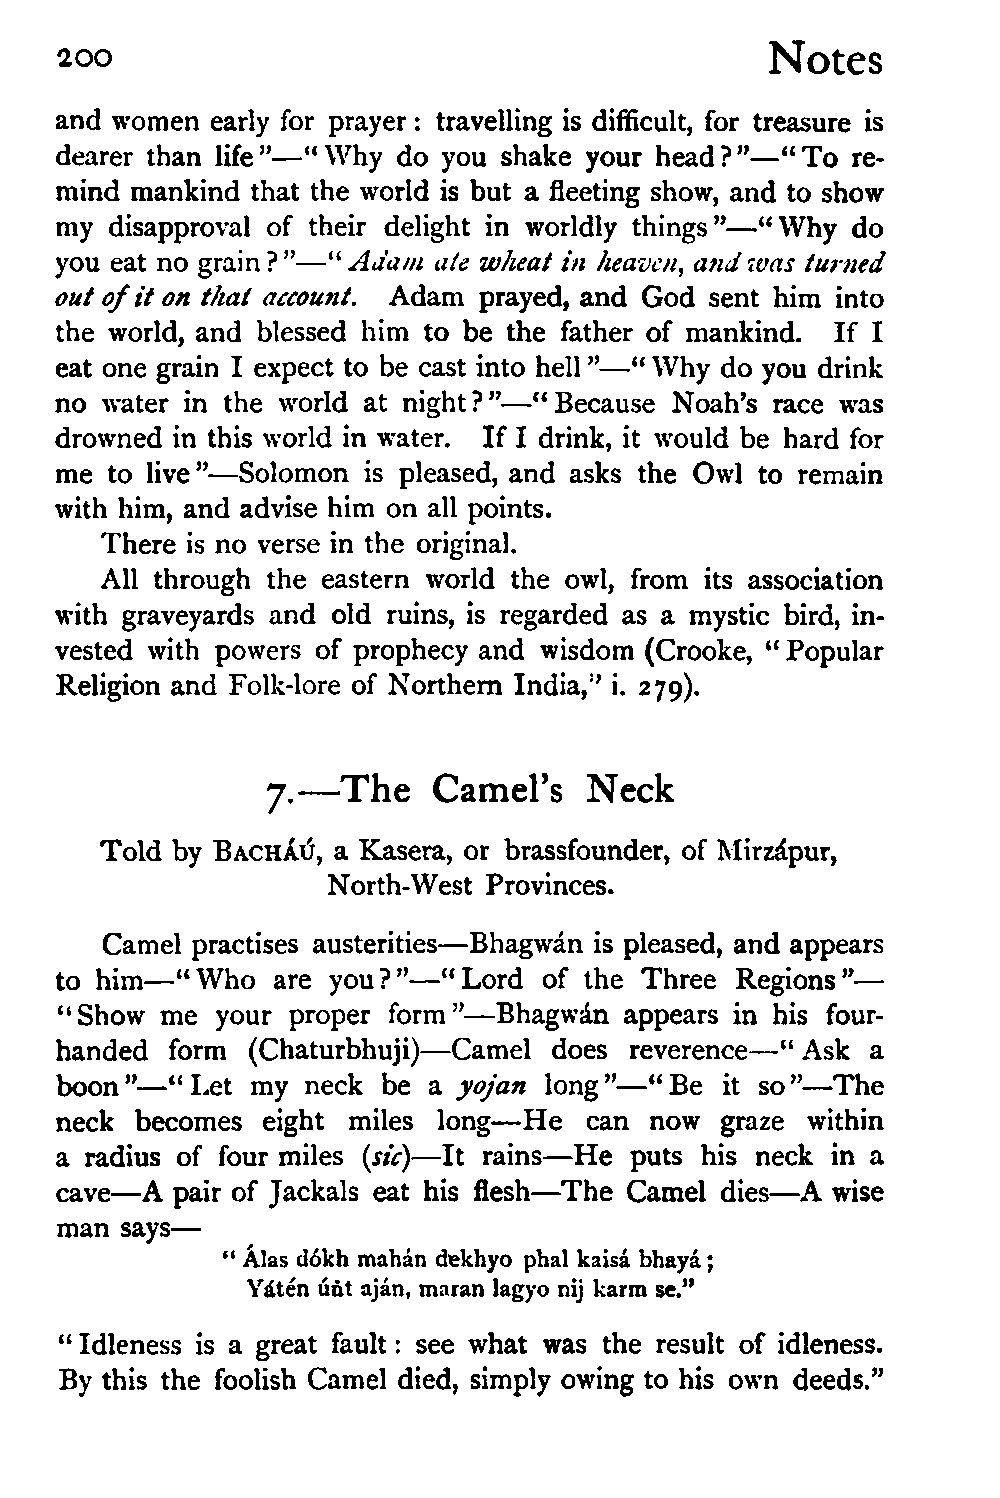 200 Notes
and women early for prayer : travelling is difficult, for treasure is
dearer than life”—“Why do you shake your head?”—“To re-
mind mankind that the world is but a fleeting show, and to show
my disapproval of their delight in worldly things”—“Why do
you eat no grain?”—“Adam ate wheat in heaven, and was turned
out of it on that account. Adam prayed, and God sent him into
the world, and blessed him to be the father of mankind. If I
eat one grain I expect to be cast into hell”—“Why do you drink
no water in the world at night?”—“Because Noah’s race was
drowned in this world in water. If I drink, it would be hard for
me to live”—Solomon is pleased, and asks the Owl to remain
with him, and advise him on all points.
There is no verse in the original.
All through the eastern world the owl, from its association
with graveyards and old ruins, is regarded as a mystic bird, in-
vested with powers of prophecy and wisdom (Crooke, “Popular
Religion and Folk-lore of Northern India,” i. 279).
7.—The Camel’s Neck
Told by BACHÁÚ, a Kasera, or brassfounder, of Mirzápur,
North-West Provinces.
Camel practises austerities—Bhagwán is pleased, and appears
to him—“Who are you?”—“Lord of the Three Regions”—
“Show me your proper form”—Bhagwán appears in his four-
handed form (Chaturbhuji)—Camel does reverence—“Ask a
boon”—“Let my neck be a yojan long”—“Be it so”—The
neck becomes eight miles long—He can now graze within
a radius of four miles (sic)—It rains—He puts his neck in a
cave—A pair of Jackals eat his flesh—The Camel dies—A wise
man says—
“Álas dókh mahán dekhyo phal kaisá bhayá ;
Yátén úñt aján, maran lagyo nij karm se.”
“Idleness is a great fault : see what was the result of idleness.
By this the foolish Camel died, simply owing to his own deeds.”